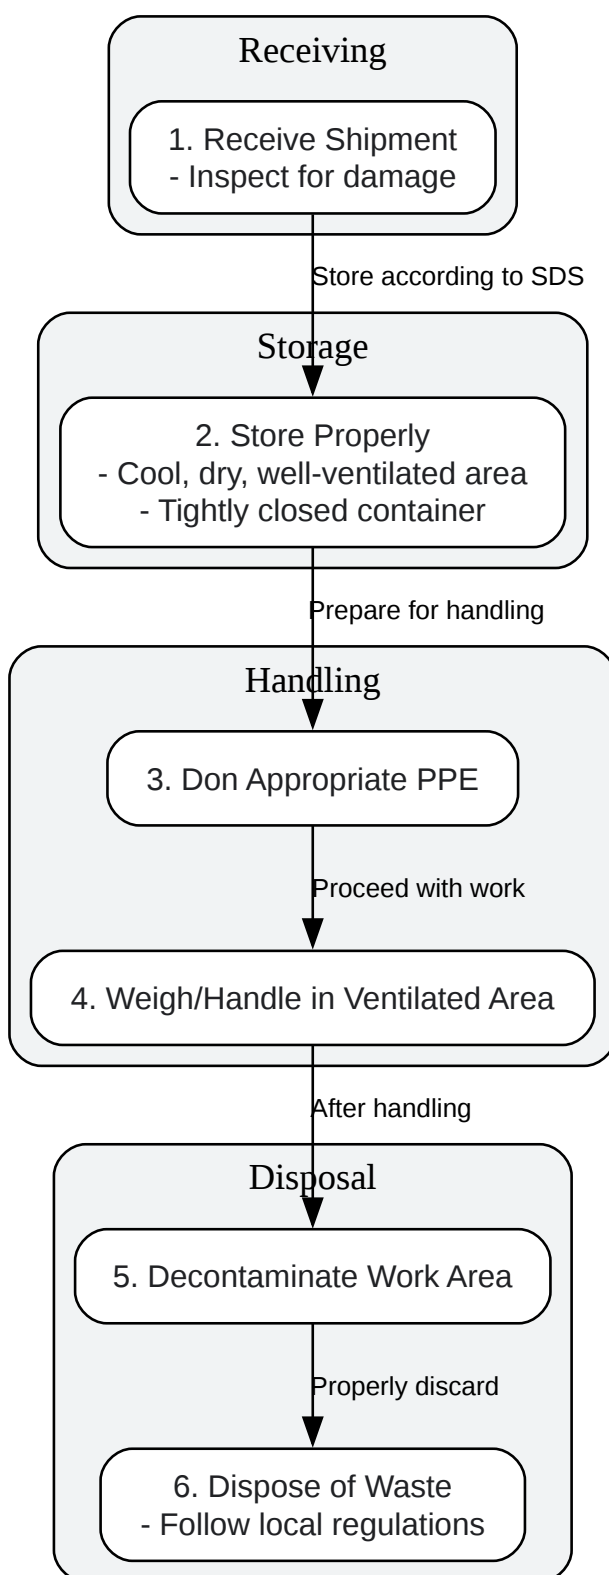 Receiving
1. Receive Shipment
- Inspect for damage
Store according to SDS
Storage
2. Store Properly
- Cool, dry, well-ventilated area
- Tightly closed container
Prepare for handling
Handling
3. Don Appropriate PPE
Proceed with work
4. Weigh/Handle in Ventilated Area
After handling
Disposal
5. Decontaminate Work Area
Properly discard
6. Dispose of Waste
- Follow local regulations